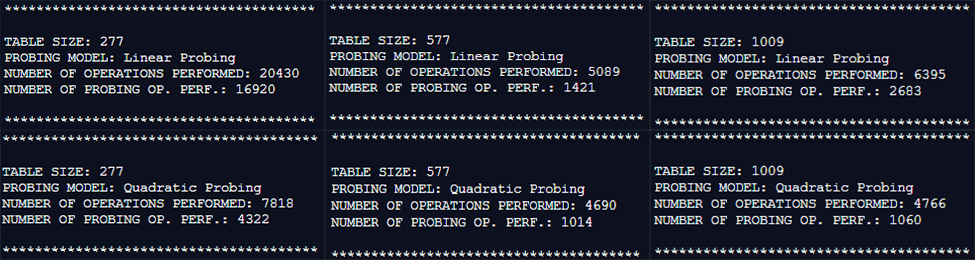 ****************************************
TABLE SIZE: 277
PROBING MODEL: Linear Probing
NUMBER OF OPERATIONS PERFORMED: 20430
NUMBER OF PROBING OP. PERF.: 16920
****************************************
****************************************
TABLE SIZE: 577
PROBING MODEL: Linear Probing
NUMBER OF OPERATIONS PERFORMED: 5089
NUMBER OF PROBING OP. PERF.: 1421
****************************************
****************************************
TABLE SIZE: 1009
PROBING MODEL: Linear Probing
NUMBER OF OPERATIONS PERFORMED: 6395
NUMBER OF PROBING OP. PERF.: 2683
****************************************
****************************************
TABLE SIZE: 277
PROBING MODEL: Quadratic Probing
NUMBER OF OPERATIONS PERFORMED: 7818
NUMBER OF PROBING OP. PERF.: 4322
****************************************
****************************************
TABLE SIZE: 577
PROBING MODEL: Quadratic Probing
NUMBER OF OPERATIONS PERFORMED: 4690
NUMBER OF PROBING OP. PERF.: 1014
****************************************
****************************************
TABLE SIZE: 1009
PROBING MODEL: Quadratic Probing
NUMBER OF OPERATIONS PERFORMED: 4766
NUMBER OF PROBING OP. PERF.: 1060
****************************************